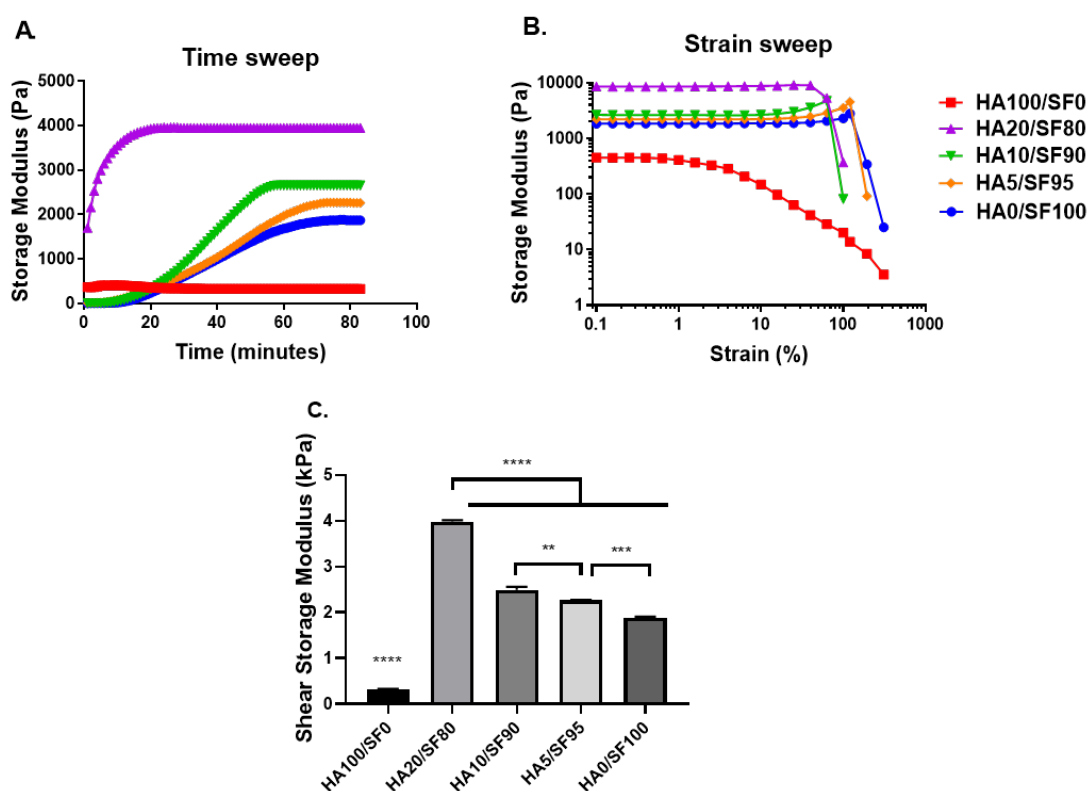 A.
Time sweep
Storage Modulus (Pa)
5000
4000
3000
2000
1000
0
0 20 40 60 80 100
Time (minutes)
B.
Strain sweep
Storage Modulus (Pa)
10000
1000
100
10
1
0.1 1 10 100 1000
Strain (%)
HA100/SF0
HA20/SF80
HA10/SF90
HA5/SF95
HA0/SF100
C.
Shear Storage Modulus (kPa)
5
4
3
2
1
0
****
****
**
***
HA100/SF0
HA20/SF80
HA10/SF90
HA5/SF95
HA0/SF100